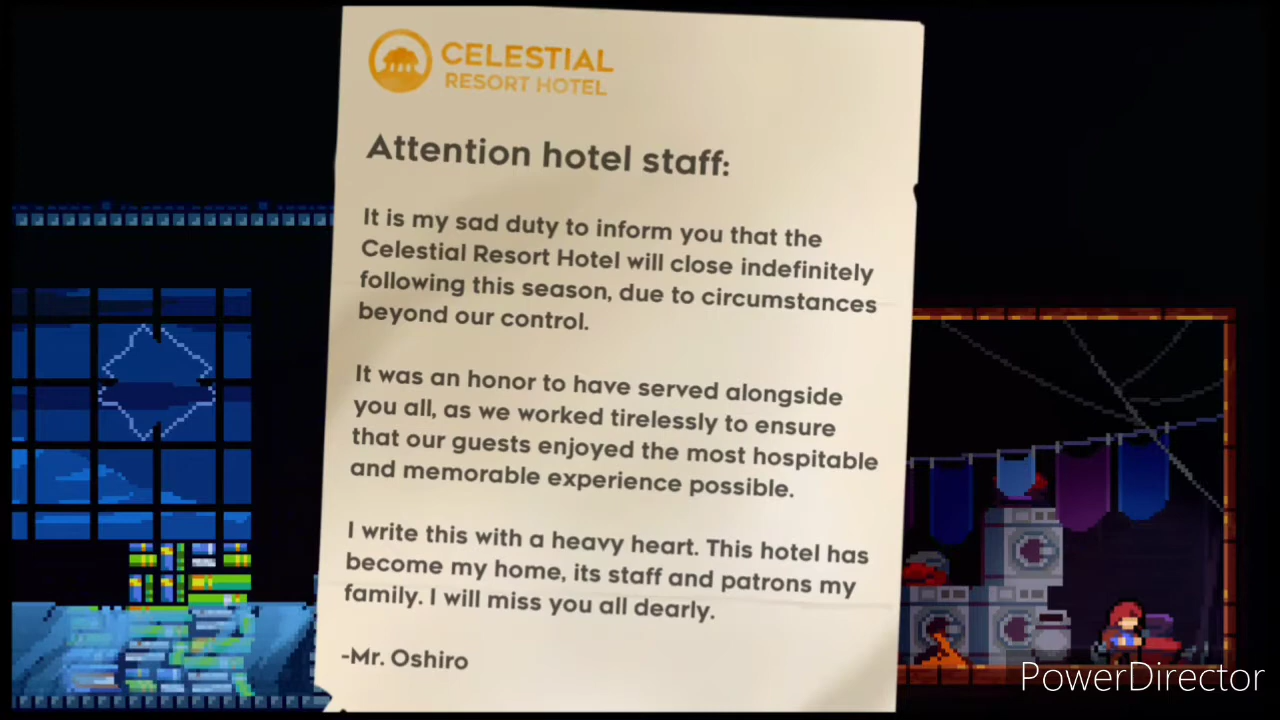 CELESTIAL
RESORT HOTEL
Attention hotel staff:
It is my sad duty to inform you that the
Celestial Resort Hotel will close indefinitely
following this season, due to circumstances
beyond our control.
It was an honor to have served alongside
you all, as we worked tirelessly to ensure
that our guests enjoyed the most hospitable
and memorable experience possible.
I write this with a heavy heart. This hotel has
become my home, its staff and patrons my
family. I will miss you all dearly.
-Mr. Oshiro
PowerDirector